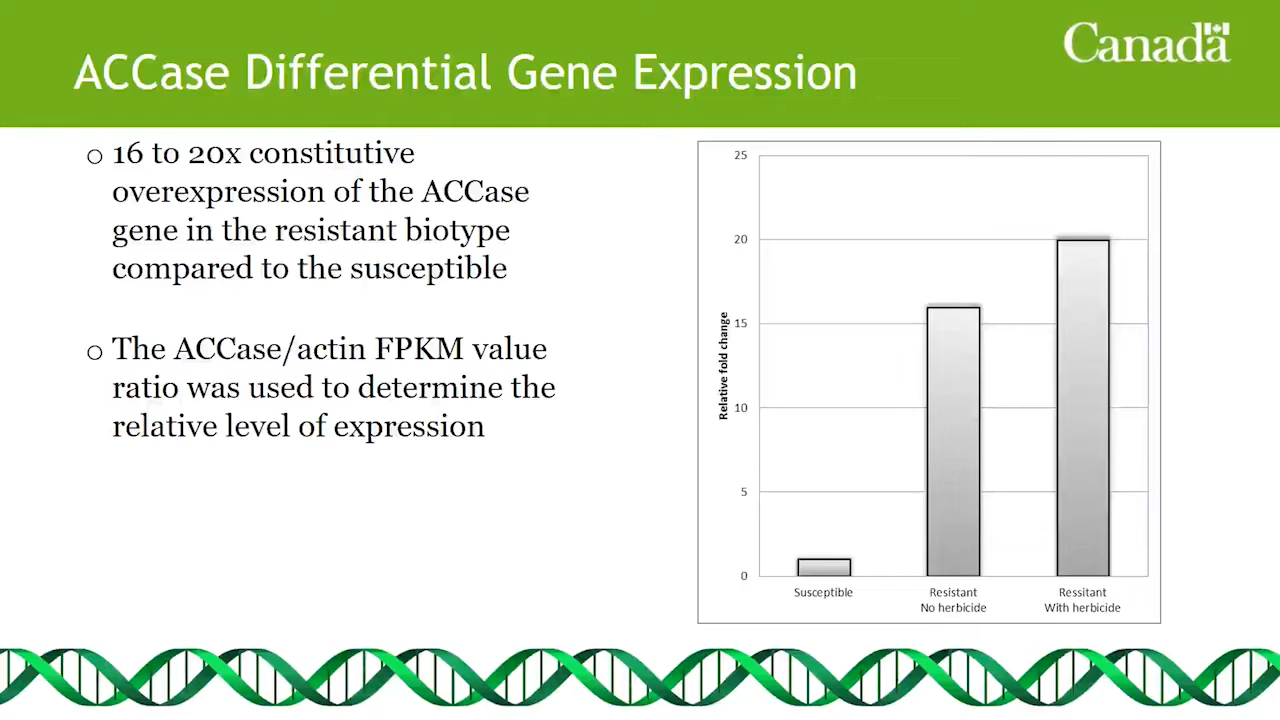 ACCase Differential Gene Expression
Canada
o 16 to 20x constitutive
overexpression of the ACCase
gene in the resistant biotype
compared to the susceptible
o The ACCase/actin FPKM value
ratio was used to determine the
relative level of expression
25
20
15
10
5
0
Relative fold change
Susceptible
Resistant
No herbicide
Ressitant
With herbicide